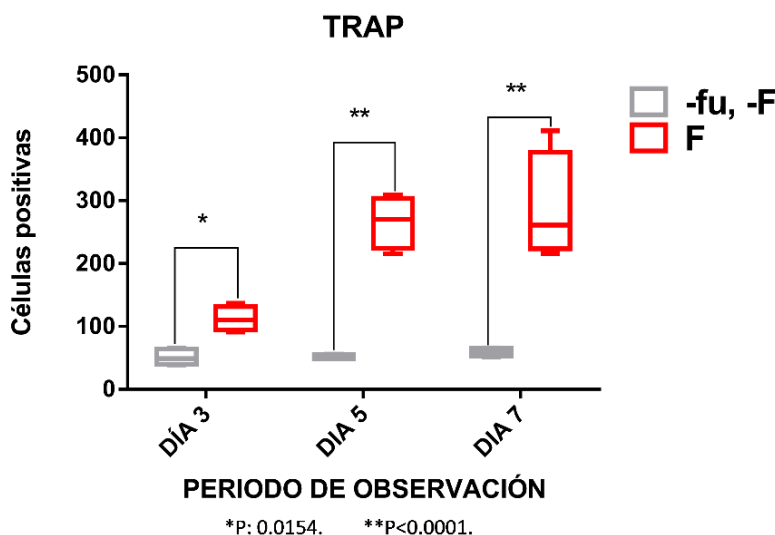 TRAP
500
400
300
200
100
0
Células positivas
*
**
**
-fu, -F
F
DÍA 3
DIA 5
DIA 7
PERIODO DE OBSERVACIÓN
*P: 0.0154. **P<0.0001.